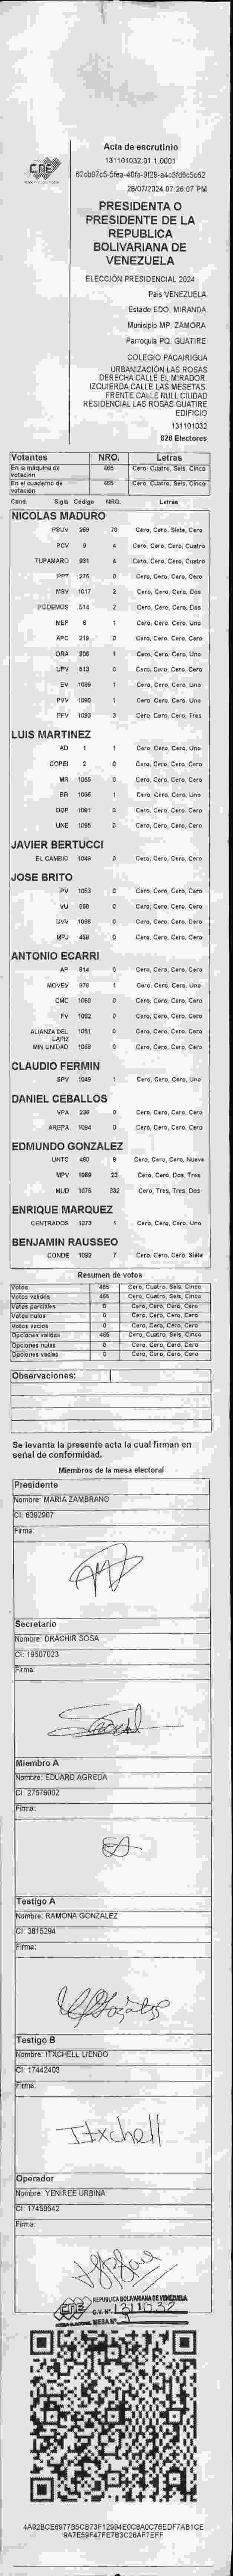 Acta de escrutinio
131101032.01.1.0001
29/07/2024 07:26:07 PM
CNE
PRESIDENTA O
PRESIDENTE DE LA
REPUBLICA
BOLIVARIANA DE
VENEZUELA
ELECCIÓN PRESIDENCIAL 2024
País VENEZUELA
Estado EDO. MIRANDA
Municipio MP. ZAMORA
Parroquia PQ. GUATIRE
COLEGIO PACAIRIGUA
URBANIZACIÓN LAS ROSAS
DERECHA CALLE EL MIRADOR.
IZQUIERDA CALLE LAS MESETAS.
FRENTE CALLE NULL CIUDAD
RESIDENCIAL LAS ROSAS GUATIRE
EDIFICIO
131101032
826 Electores
Votantes NRO. Letras
En la máquina de votación 465 Cero, Cuatro, Seis, Cinco
En el cuaderno de votación 465 Cero, Cuatro, Seis, Cinco
Cand. Sigla Código NRO. Letras
NICOLAS MADURO
PSUV 269 70 Cero, Cero, Siete, Cero
PCV 9 4 Cero, Cero, Cero, Cuatro
TUPAMARO 931 4 Cero, Cero, Cero, Cuatro
PPT 276 0 Cero, Cero, Cero, Cero
MSV 1017 2 Cero, Cero, Cero, Dos
PODEMOS 514 2 Cero, Cero, Cero, Dos
MEP 6 1 Cero, Cero, Cero, Uno
APC 219 0 Cero, Cero, Cero, Cero
ORA 906 1 Cero, Cero, Cero, Uno
UPV 613 0 Cero, Cero, Cero, Cero
EV 1089 1 Cero, Cero, Cero, Uno
PVV 1090 1 Cero, Cero, Cero, Uno
PFV 1093 3 Cero, Cero, Cero, Tres
LUIS MARTINEZ
AD 1 1 Cero, Cero, Cero, Uno
COPEI 2 0 Cero, Cero, Cero, Cero
MR 1065 0 Cero, Cero, Cero, Cero
BR 1086 1 Cero, Cero, Cero, Uno
DDP 1091 0 Cero, Cero, Cero, Cero
UNE 1095 0 Cero, Cero, Cero, Cero
JAVIER BERTUCCI
EL CAMBIO 1049 0 Cero, Cero, Cero, Cero
JOSE BRITO
PV 1053 0 Cero, Cero, Cero, Cero
VU 998 0 Cero, Cero, Cero, Cero
UVV 1096 0 Cero, Cero, Cero, Cero
MPJ 458 0 Cero, Cero, Cero, Cero
ANTONIO ECARRI
AP 914 0 Cero, Cero, Cero, Cero
MOVEV 979 1 Cero, Cero, Cero, Uno
CMC 1050 0 Cero, Cero, Cero, Cero
FV 1062 0 Cero, Cero, Cero, Cero
ALIANZA DEL LAPIZ 1051 0 Cero, Cero, Cero, Cero
MIN UNIDAD 1069 0 Cero, Cero, Cero, Cero
CLAUDIO FERMIN
SPV 1049 1 Cero, Cero, Cero, Uno
DANIEL CEBALLOS
VPA 236 0 Cero, Cero, Cero, Cero
AREPA 1094 0 Cero, Cero, Cero, Cero
EDMUNDO GONZALEZ
UNTC 460 9 Cero, Cero, Cero, Nueve
MPV 1069 23 Cero, Cero, Dos, Tres
MUD 1075 332 Cero, Tres, Tres, Dos
ENRIQUE MARQUEZ
CENTRADOS 1073 1 Cero, Cero, Cero, Uno
BENJAMIN RAUSSEO
CONDE 1092 7 Cero, Cero, Cero, Siete
Resumen de votos
Votos 465 Cero, Cuatro, Seis, Cinco
Votos validos 465 Cero, Cuatro, Seis, Cinco
Votos parciales 0 Cero, Cero, Cero, Cero
Votos nulos 0 Cero, Cero, Cero, Cero
Votos vacios 0 Cero, Cero, Cero, Cero
Opciones validas 465 Cero, Cuatro, Seis, Cinco
Opciones nulas 0 Cero, Cero, Cero, Cero
Opciones vacias 0 Cero, Cero, Cero, Cero
Observaciones:
Se levanta la presente acta la cual firman en
señal de conformidad.
Miembros de la mesa electoral
Presidente
Nombre: MARIA ZAMBRANO
CI: 6392907
Firma:
Secretario
Nombre: DRACHIR SOSA
CI: 19507023
Firma:
Miembro A
Nombre: EDUARD AGREDA
CI: 27679002
Firma:
Testigo A
Nombre: RAMONA GONZALEZ
CI: 3815294
Firma:
Testigo B
Nombre: ITXCHELL LIENDO
CI: 17442403
Firma:
Itxchell
Operador
Nombre: YENIREE URBINA
CI: 17459542
Firma:
REPUBLICA BOLIVARIANA DE VENEZUELA
CNE
C.V. Nº. 1311032
MESA Nº. 1